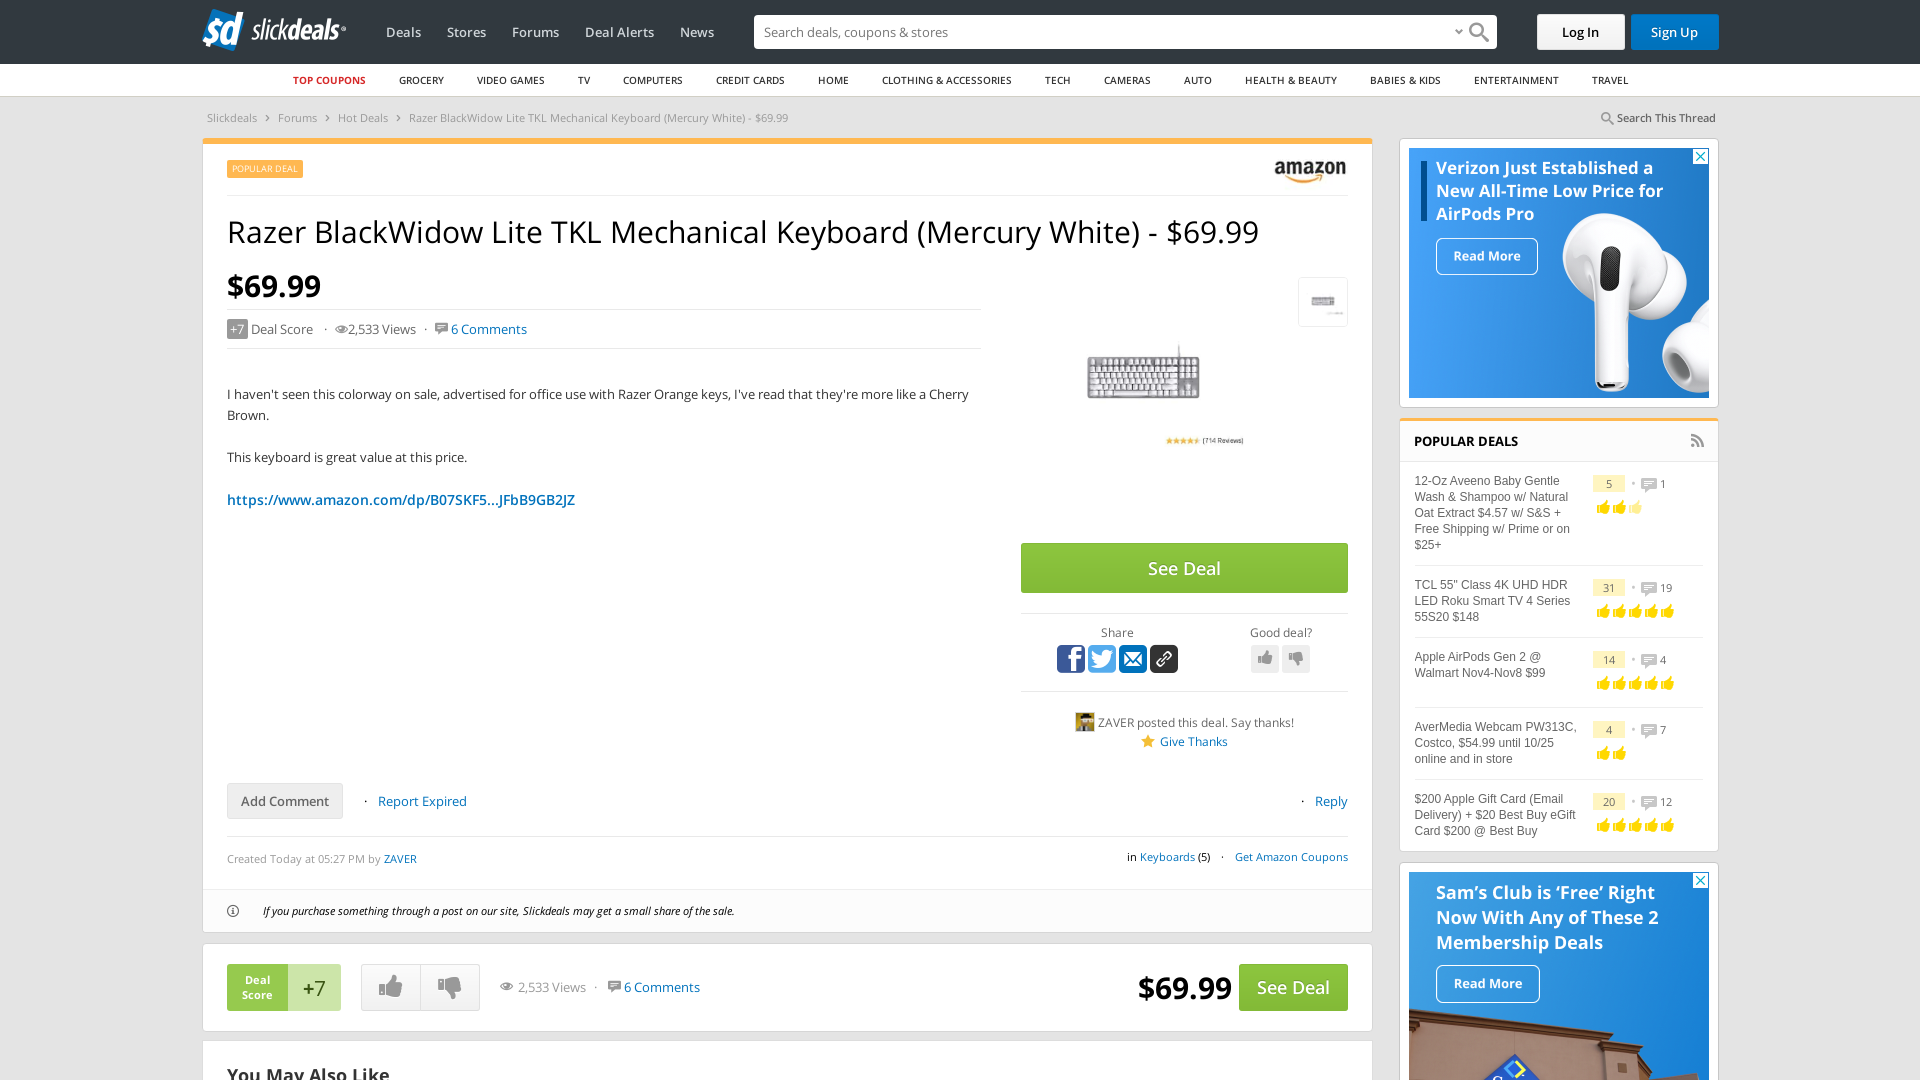 slickdeals
Deals
Stores
Forums
Deal Alerts
News
Search deals, coupons & stores
Log In
Sign Up
TOP COUPONS
GROCERY
VIDEO GAMES
TV
COMPUTERS
CREDIT CARDS
HOME
CLOTHING & ACCESSORIES
TECH
CAMERAS
AUTO
HEALTH & BEAUTY
BABIES & KIDS
ENTERTAINMENT
TRAVEL
Slickdeals › Forums › Hot Deals › Razer BlackWidow Lite TKL Mechanical Keyboard (Mercury White) - $69.99
Search This Thread
POPULAR DEAL
amazon
Razer BlackWidow Lite TKL Mechanical Keyboard (Mercury White) - $69.99
$69.99
+7 Deal Score · 2,533 Views · 6 Comments
I haven't seen this colorway on sale, advertised for office use with Razer Orange keys, I've read that they're more like a Cherry
Brown.
This keyboard is great value at this price.
https://www.amazon.com/dp/B07SKF5...JFbB9GB2JZ
(714 Reviews)
See Deal
Share
Good deal?
ZAVER posted this deal. Say thanks!
Give Thanks
Add Comment
· Report Expired
· Reply
Created Today at 05:27 PM by ZAVER
in Keyboards (5) · Get Amazon Coupons
If you purchase something through a post on our site, Slickdeals may get a small share of the sale.
Deal
Score
+7
2,533 Views · 6 Comments
$69.99
See Deal
You May Also Like
Verizon Just Established a
New All-Time Low Price for
AirPods Pro
Read More
POPULAR DEALS
12-Oz Aveeno Baby Gentle
Wash & Shampoo w/ Natural
Oat Extract $4.57 w/ S&S +
Free Shipping w/ Prime or on
$25+
5 • 1
TCL 55" Class 4K UHD HDR
LED Roku Smart TV 4 Series
55S20 $148
31 • 19
Apple AirPods Gen 2 @
Walmart Nov4-Nov8 $99
14 • 4
AverMedia Webcam PW313C,
Costco, $54.99 until 10/25
online and in store
4 • 7
$200 Apple Gift Card (Email
Delivery) + $20 Best Buy eGift
Card $200 @ Best Buy
20 • 12
Sam's Club is ‘Free’ Right
Now With Any of These 2
Membership Deals
Read More